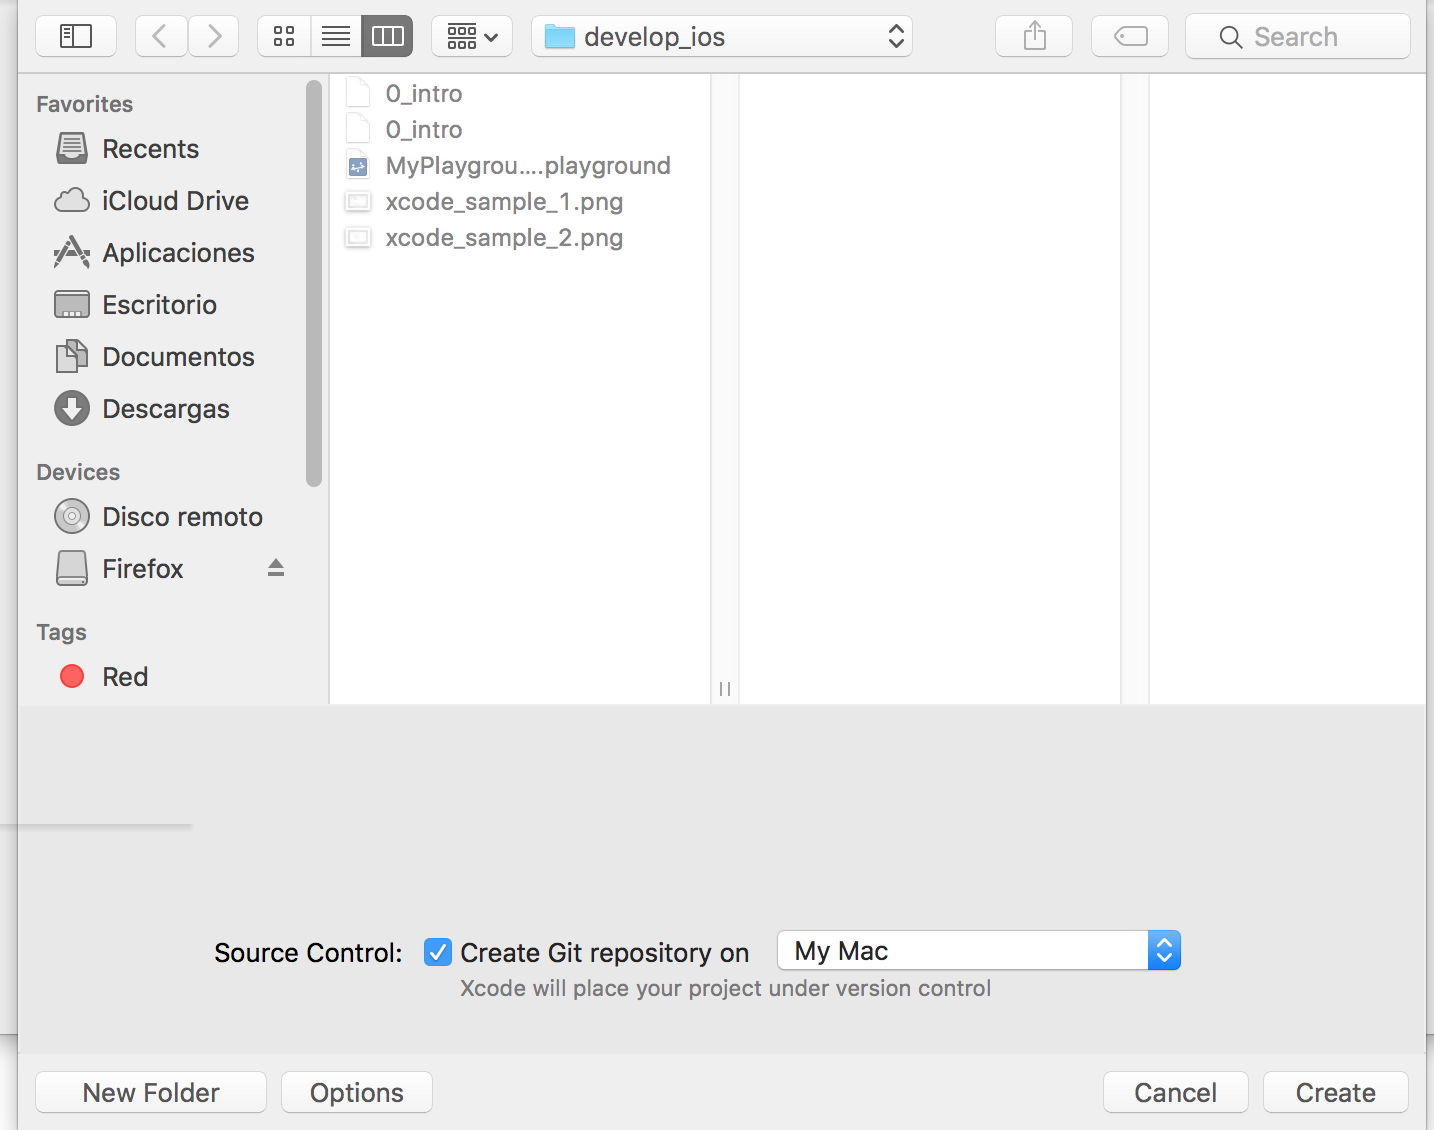 develop_ios
Search
Favorites
Recents
iCloud Drive
Aplicaciones
Escritorio
Documentos
Descargas
Devices
Disco remoto
Firefox
Tags
Red
0_intro
0_intro
MyPlaygrou....playground
xcode_sample_1.png
xcode_sample_2.png
Source Control: Create Git repository on My Mac
Xcode will place your project under version control
New Folder Options Cancel Create